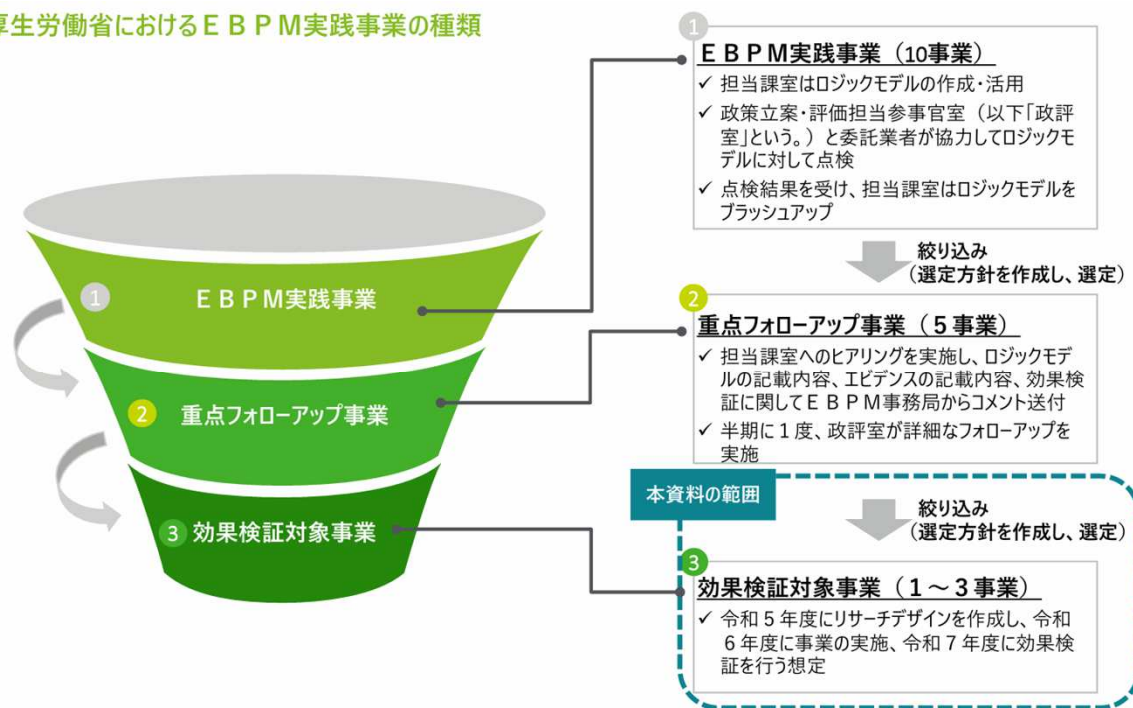 厚生労働省におけるＥＢＰＭ実践事業の種類
1
ＥＢＰＭ実践事業
2
重点フォローアップ事業
3
効果検証対象事業
1
ＥＢＰＭ実践事業（10事業）
✓ 担当課室はロジックモデルの作成・活用
✓ 政策立案・評価担当参事官室（以下「政評
室」という。）と委託業者が協力してロジックモ
デルに対して点検
✓ 点検結果を受け、担当課室はロジックモデルを
ブラッシュアップ
絞り込み
（選定方針を作成し、選定）
2
重点フォローアップ事業（５事業）
✓ 担当課室へのヒアリングを実施し、ロジックモデ
ルの記載内容、エビデンスの記載内容、効果検
証に関してＥＢＰＭ事務局からコメント送付
✓ 半期に１度、政評室が詳細なフォローアップを
実施
本資料の範囲
絞り込み
（選定方針を作成し、選定）
3
効果検証対象事業（１～３事業）
✓ 令和５年度にリサーチデザインを作成し、令和
６年度に事業の実施、令和７年度に効果検
証を行う想定